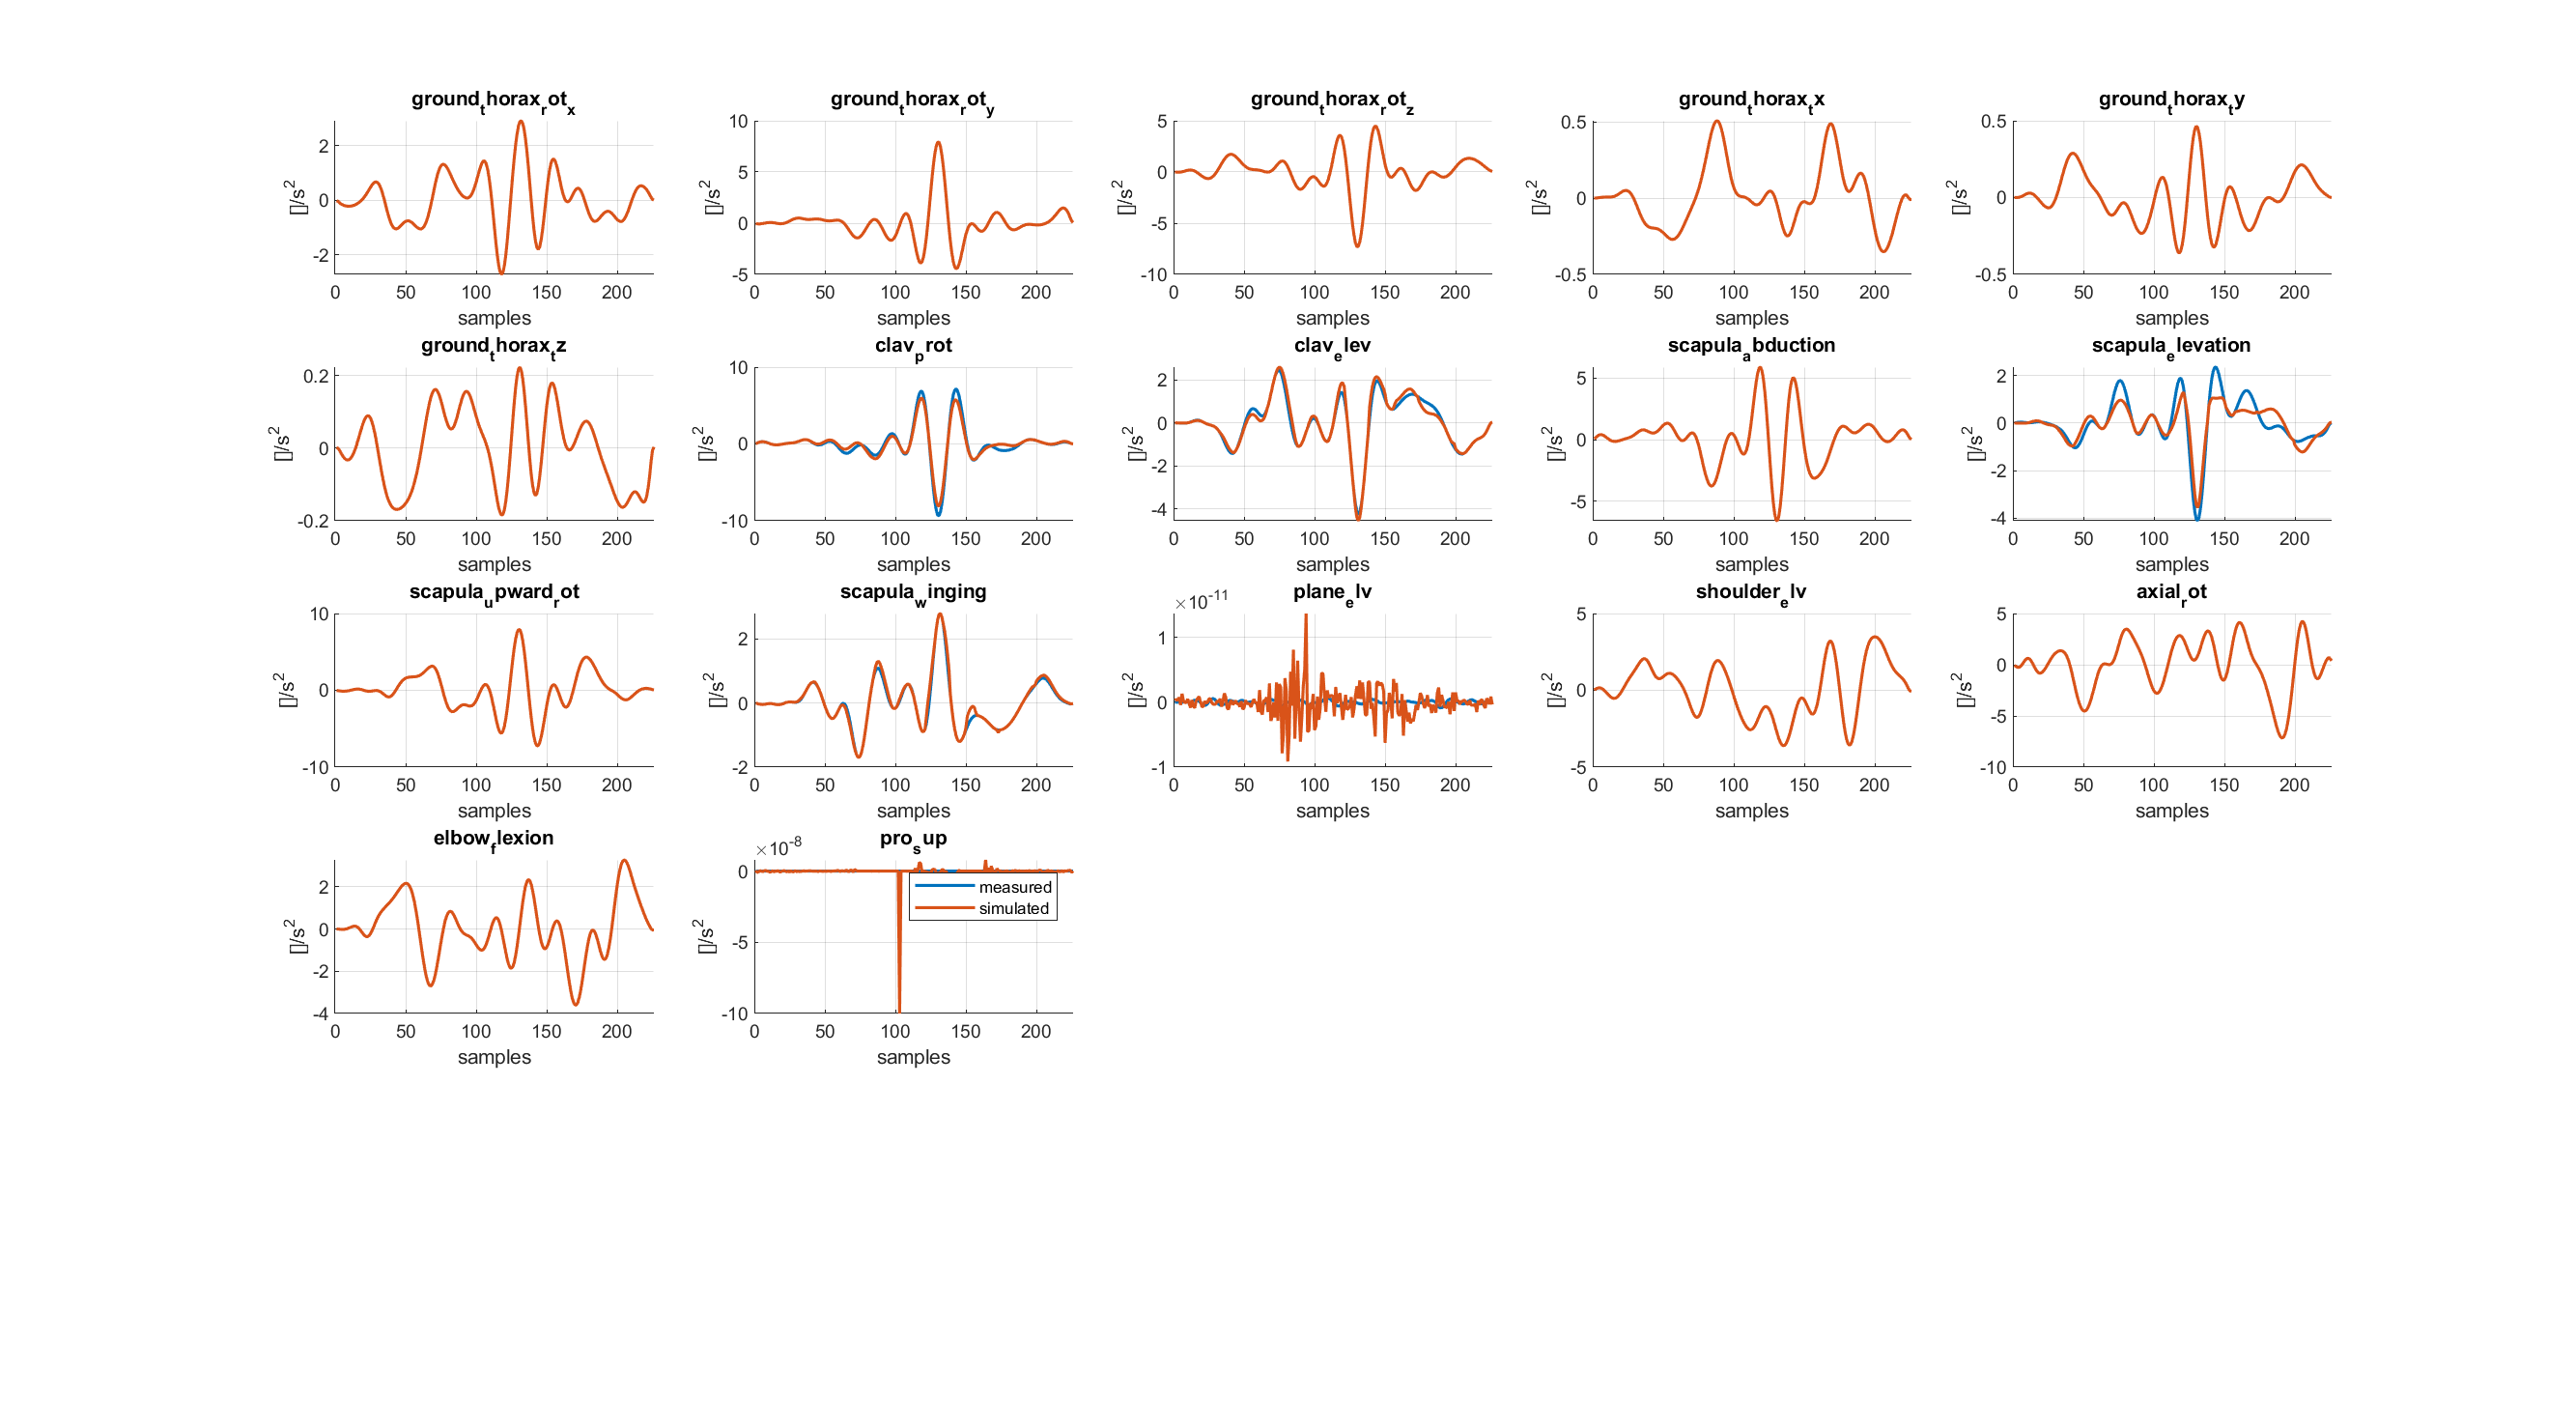 ground_thorax_rot_x
2
0
-2
[]/s^2
0 50 100 150 200
samples
ground_thorax_rot_y
10
5
0
-5
[]/s^2
0 50 100 150 200
samples
ground_thorax_rot_z
5
0
-5
-10
[]/s^2
0 50 100 150 200
samples
ground_thorax_tx
0.5
0
-0.5
[]/s^2
0 50 100 150 200
samples
ground_thorax_ty
0.5
0
-0.5
[]/s^2
0 50 100 150 200
samples
ground_thorax_tz
0.2
0
-0.2
[]/s^2
0 50 100 150 200
samples
clav_prot
10
0
-10
[]/s^2
0 50 100 150 200
samples
clav_elev
2
0
-2
-4
[]/s^2
0 50 100 150 200
samples
scapula_abduction
5
0
-5
[]/s^2
0 50 100 150 200
samples
scapula_elevation
2
0
-2
-4
[]/s^2
0 50 100 150 200
samples
scapula_upward_rot
10
0
-10
[]/s^2
0 50 100 150 200
samples
scapula_winging
2
0
-2
[]/s^2
0 50 100 150 200
samples
plane_elv
×10^-11
1
0
-1
[]/s^2
0 50 100 150 200
samples
shoulder_elv
5
0
-5
[]/s^2
0 50 100 150 200
samples
axial_rot
5
0
-5
-10
[]/s^2
0 50 100 150 200
samples
elbow_flexion
2
0
-2
-4
[]/s^2
0 50 100 150 200
samples
pro_sup
×10^-8
0
-5
-10
[]/s^2
measured
simulated
0 50 100 150 200
samples